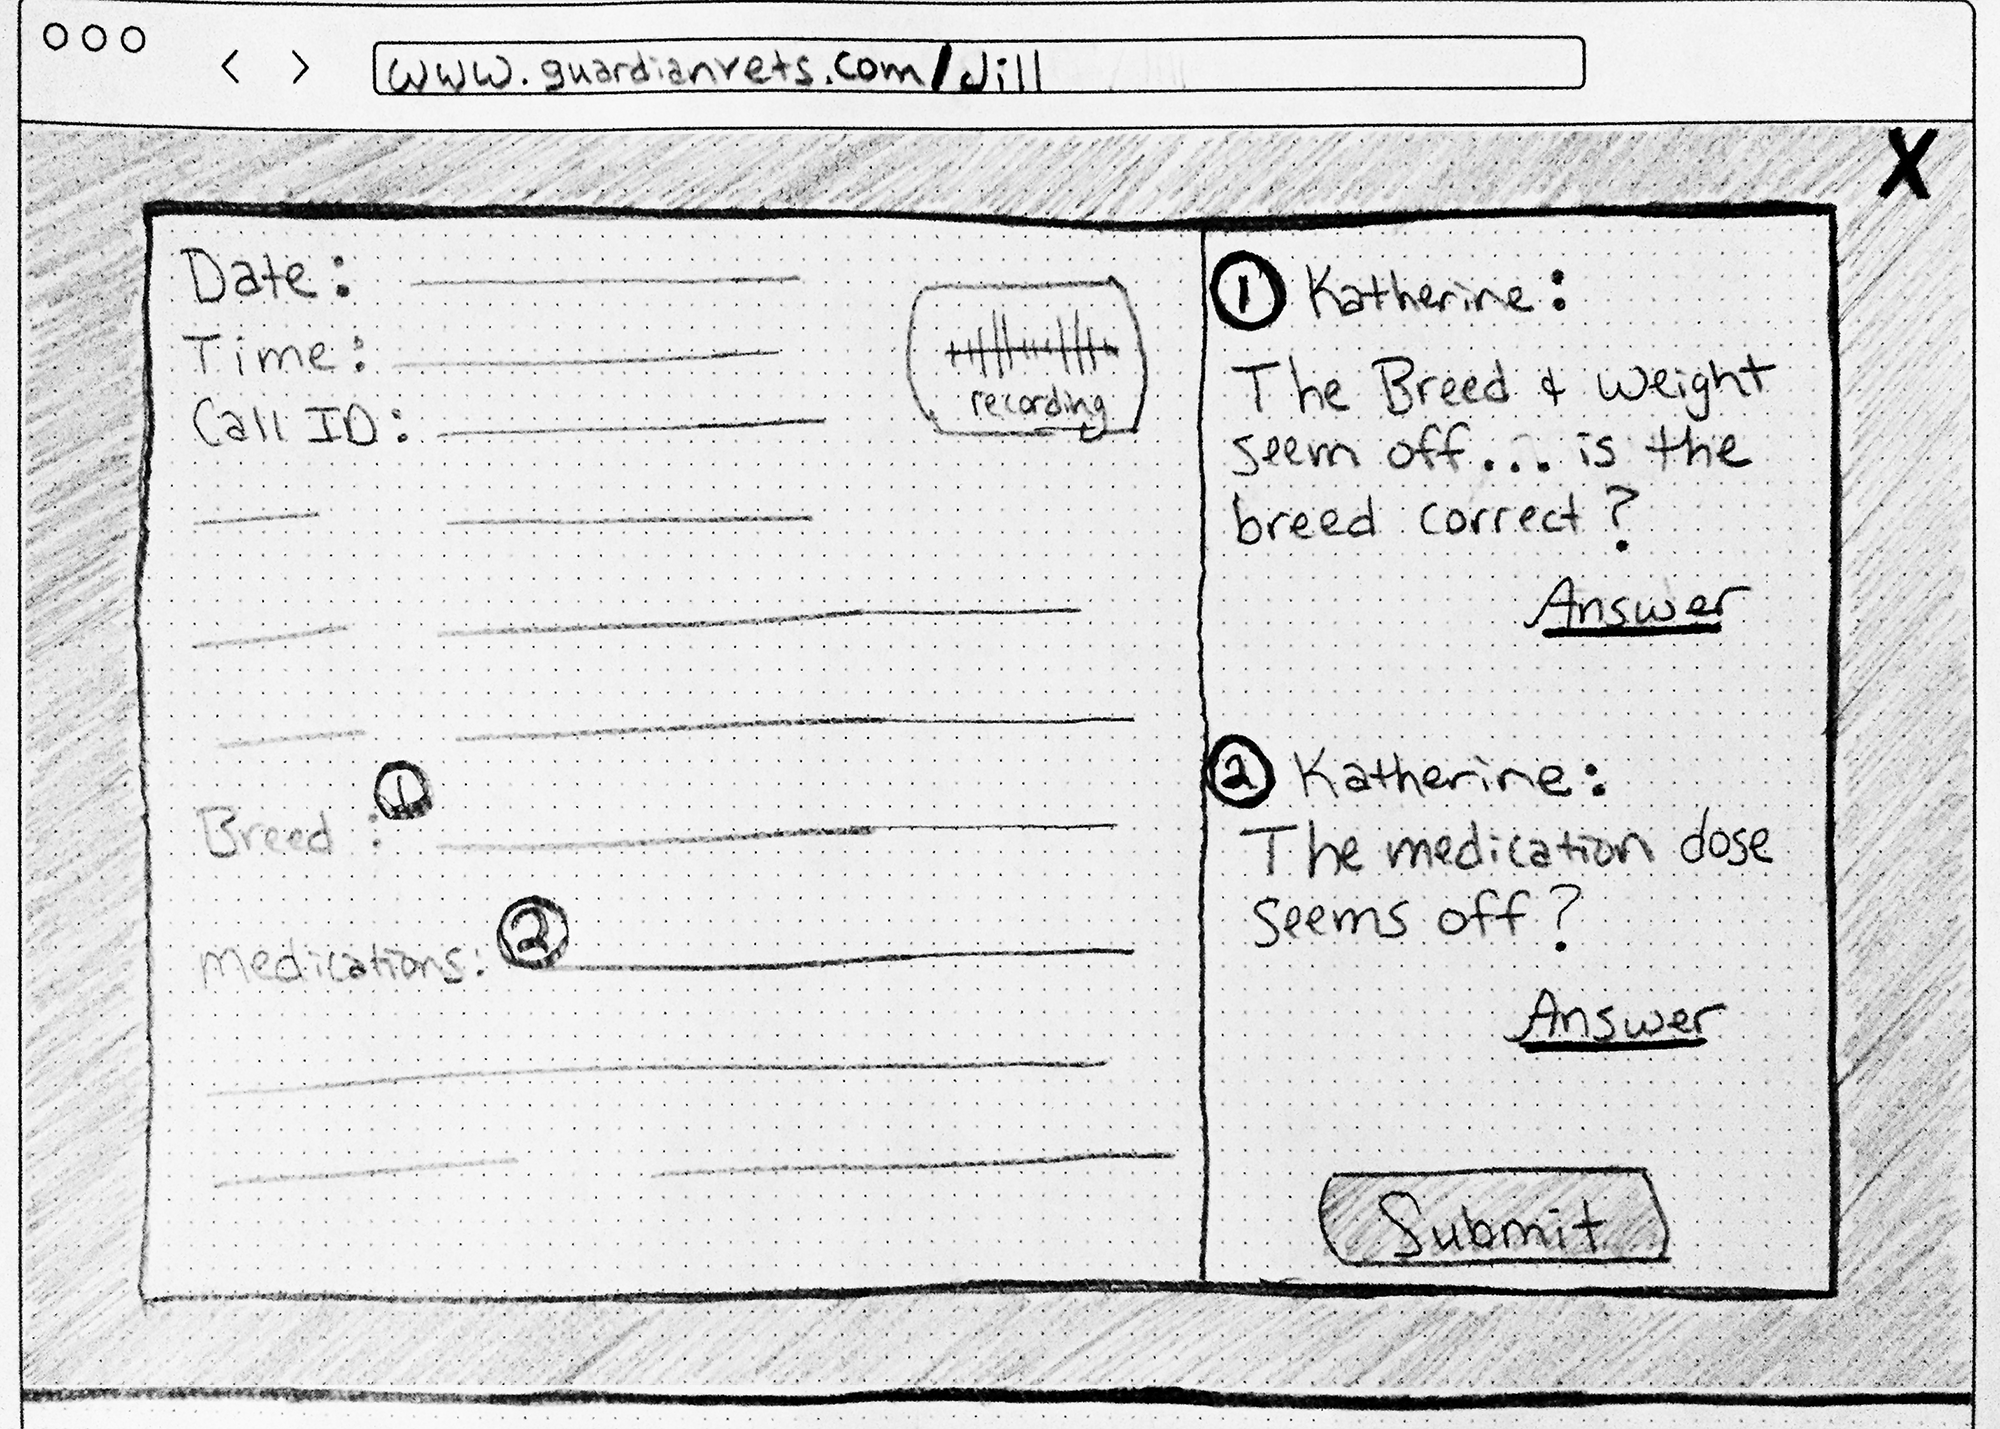 www.guardianvets.com/Jill
X
Date:
Time:
Call ID:
recording
Breed : 1
medications: 2
1 Katherine:
The Breed & weight
seem off... is the
breed correct?
Answer
2 Katherine:
The medication dose
seems off?
Answer
Submit